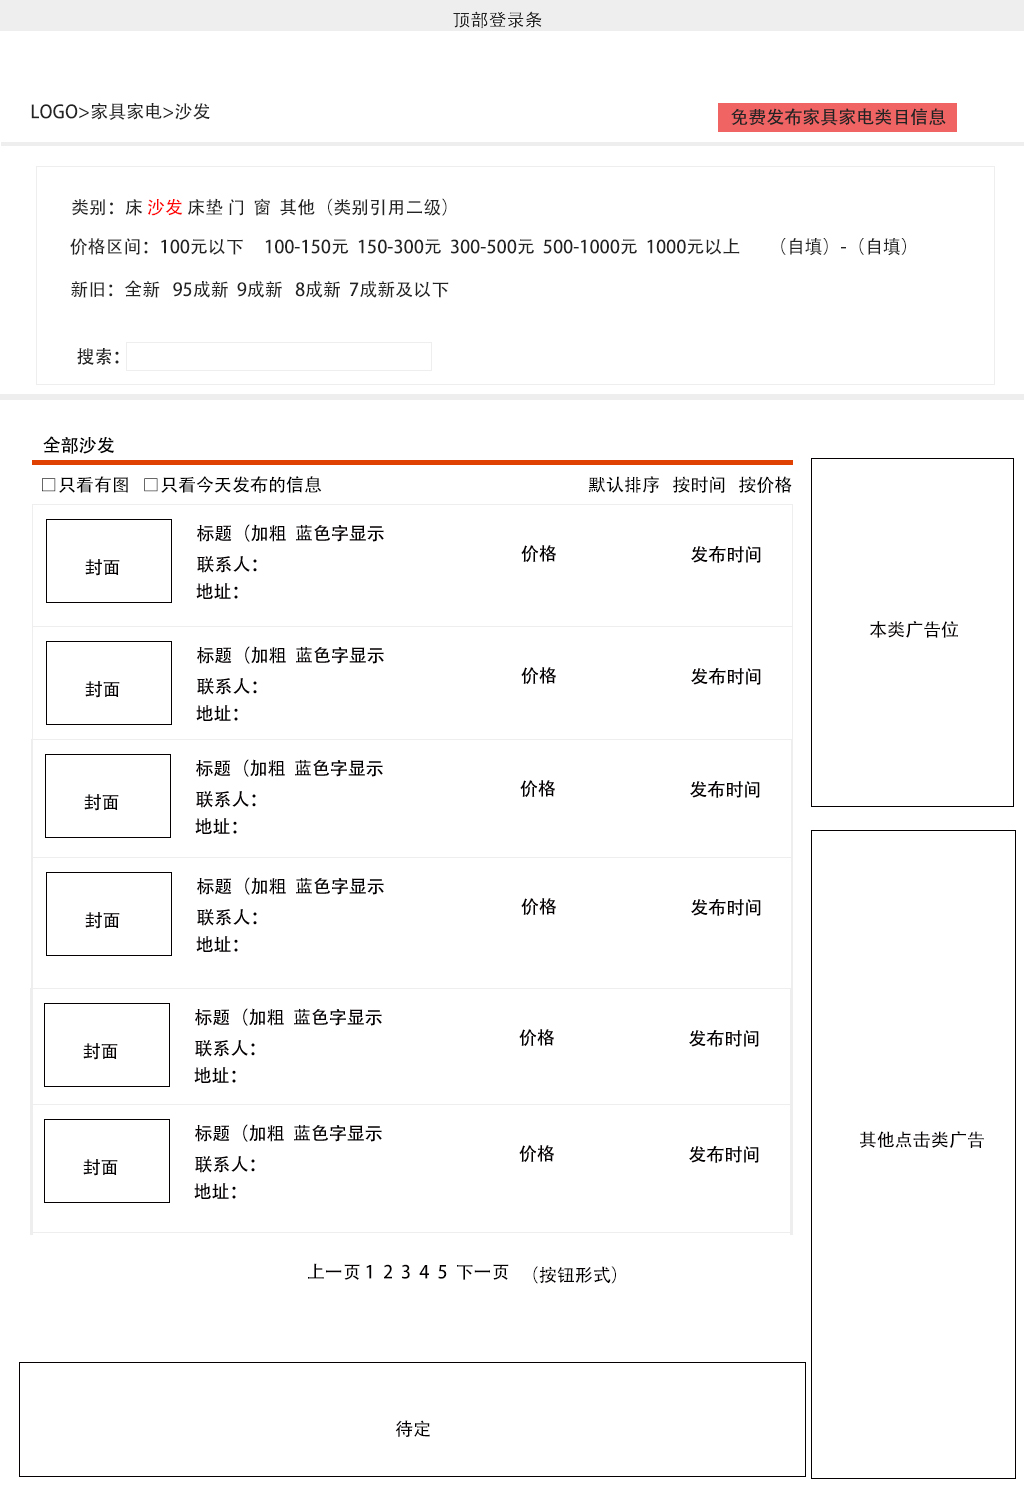 顶部登录条
LOGO>家具家电>沙发
免费发布家具家电类目信息
类别：床 沙发 床垫 门 窗 其他（类别引用二级）
价格区间：100元以下 100-150元 150-300元 300-500元 500-1000元 1000元以上 （自填）-（自填）
新旧：全新 95成新 9成新 8成新 7成新及以下
搜索：
全部沙发
只看有图 只看今天发布的信息 默认排序 按时间 按价格
封面
标题（加粗 蓝色字显示
联系人：
地址：
价格
发布时间
封面
标题（加粗 蓝色字显示
联系人：
地址：
价格
发布时间
封面
标题（加粗 蓝色字显示
联系人：
地址：
价格
发布时间
封面
标题（加粗 蓝色字显示
联系人：
地址：
价格
发布时间
封面
标题（加粗 蓝色字显示
联系人：
地址：
价格
发布时间
封面
标题（加粗 蓝色字显示
联系人：
地址：
价格
发布时间
上一页 1 2 3 4 5 下一页 （按钮形式）
待定
本类广告位
其他点击类广告